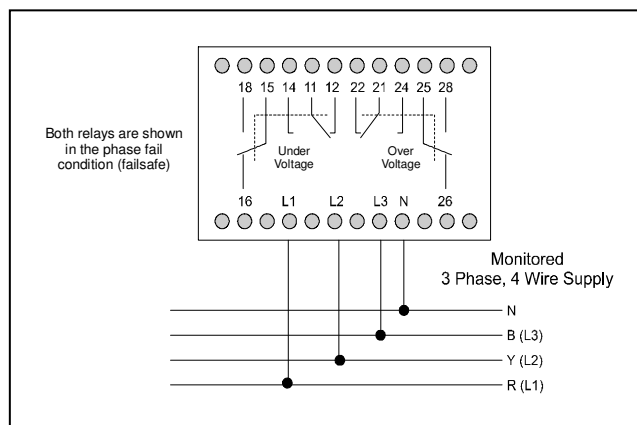 18 15 14 11 12 22 21 24 25 28
Both relays are shown
in the phase fail
condition (failsafe)
Under
Voltage
Over
Voltage
16 L1 L2 L3 N 26
Monitored
3 Phase, 4 Wire Supply
N
B (L3)
Y (L2)
R (L1)